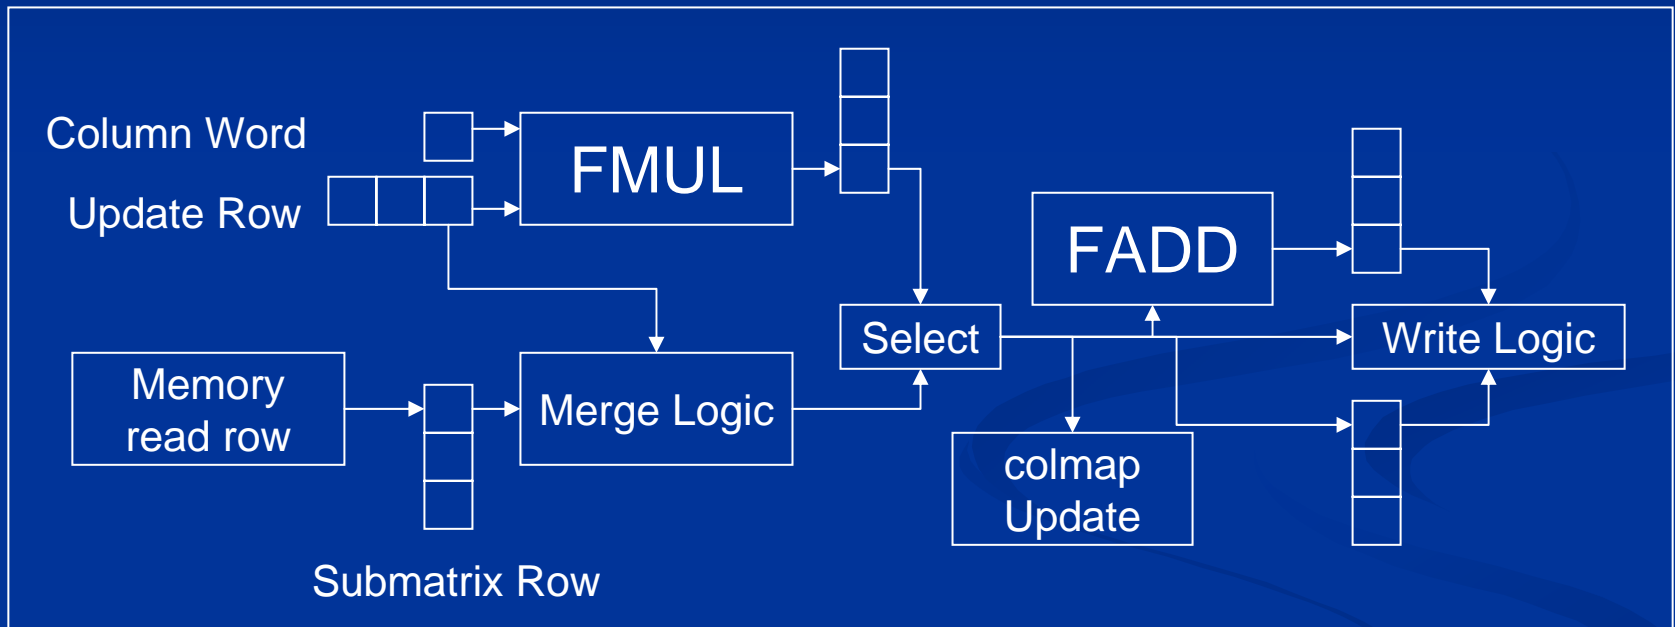 Column Word
FMUL
Update Row
FADD
Select
Write Logic
Memory
read row
Merge Logic
colmap
Update
Submatrix Row